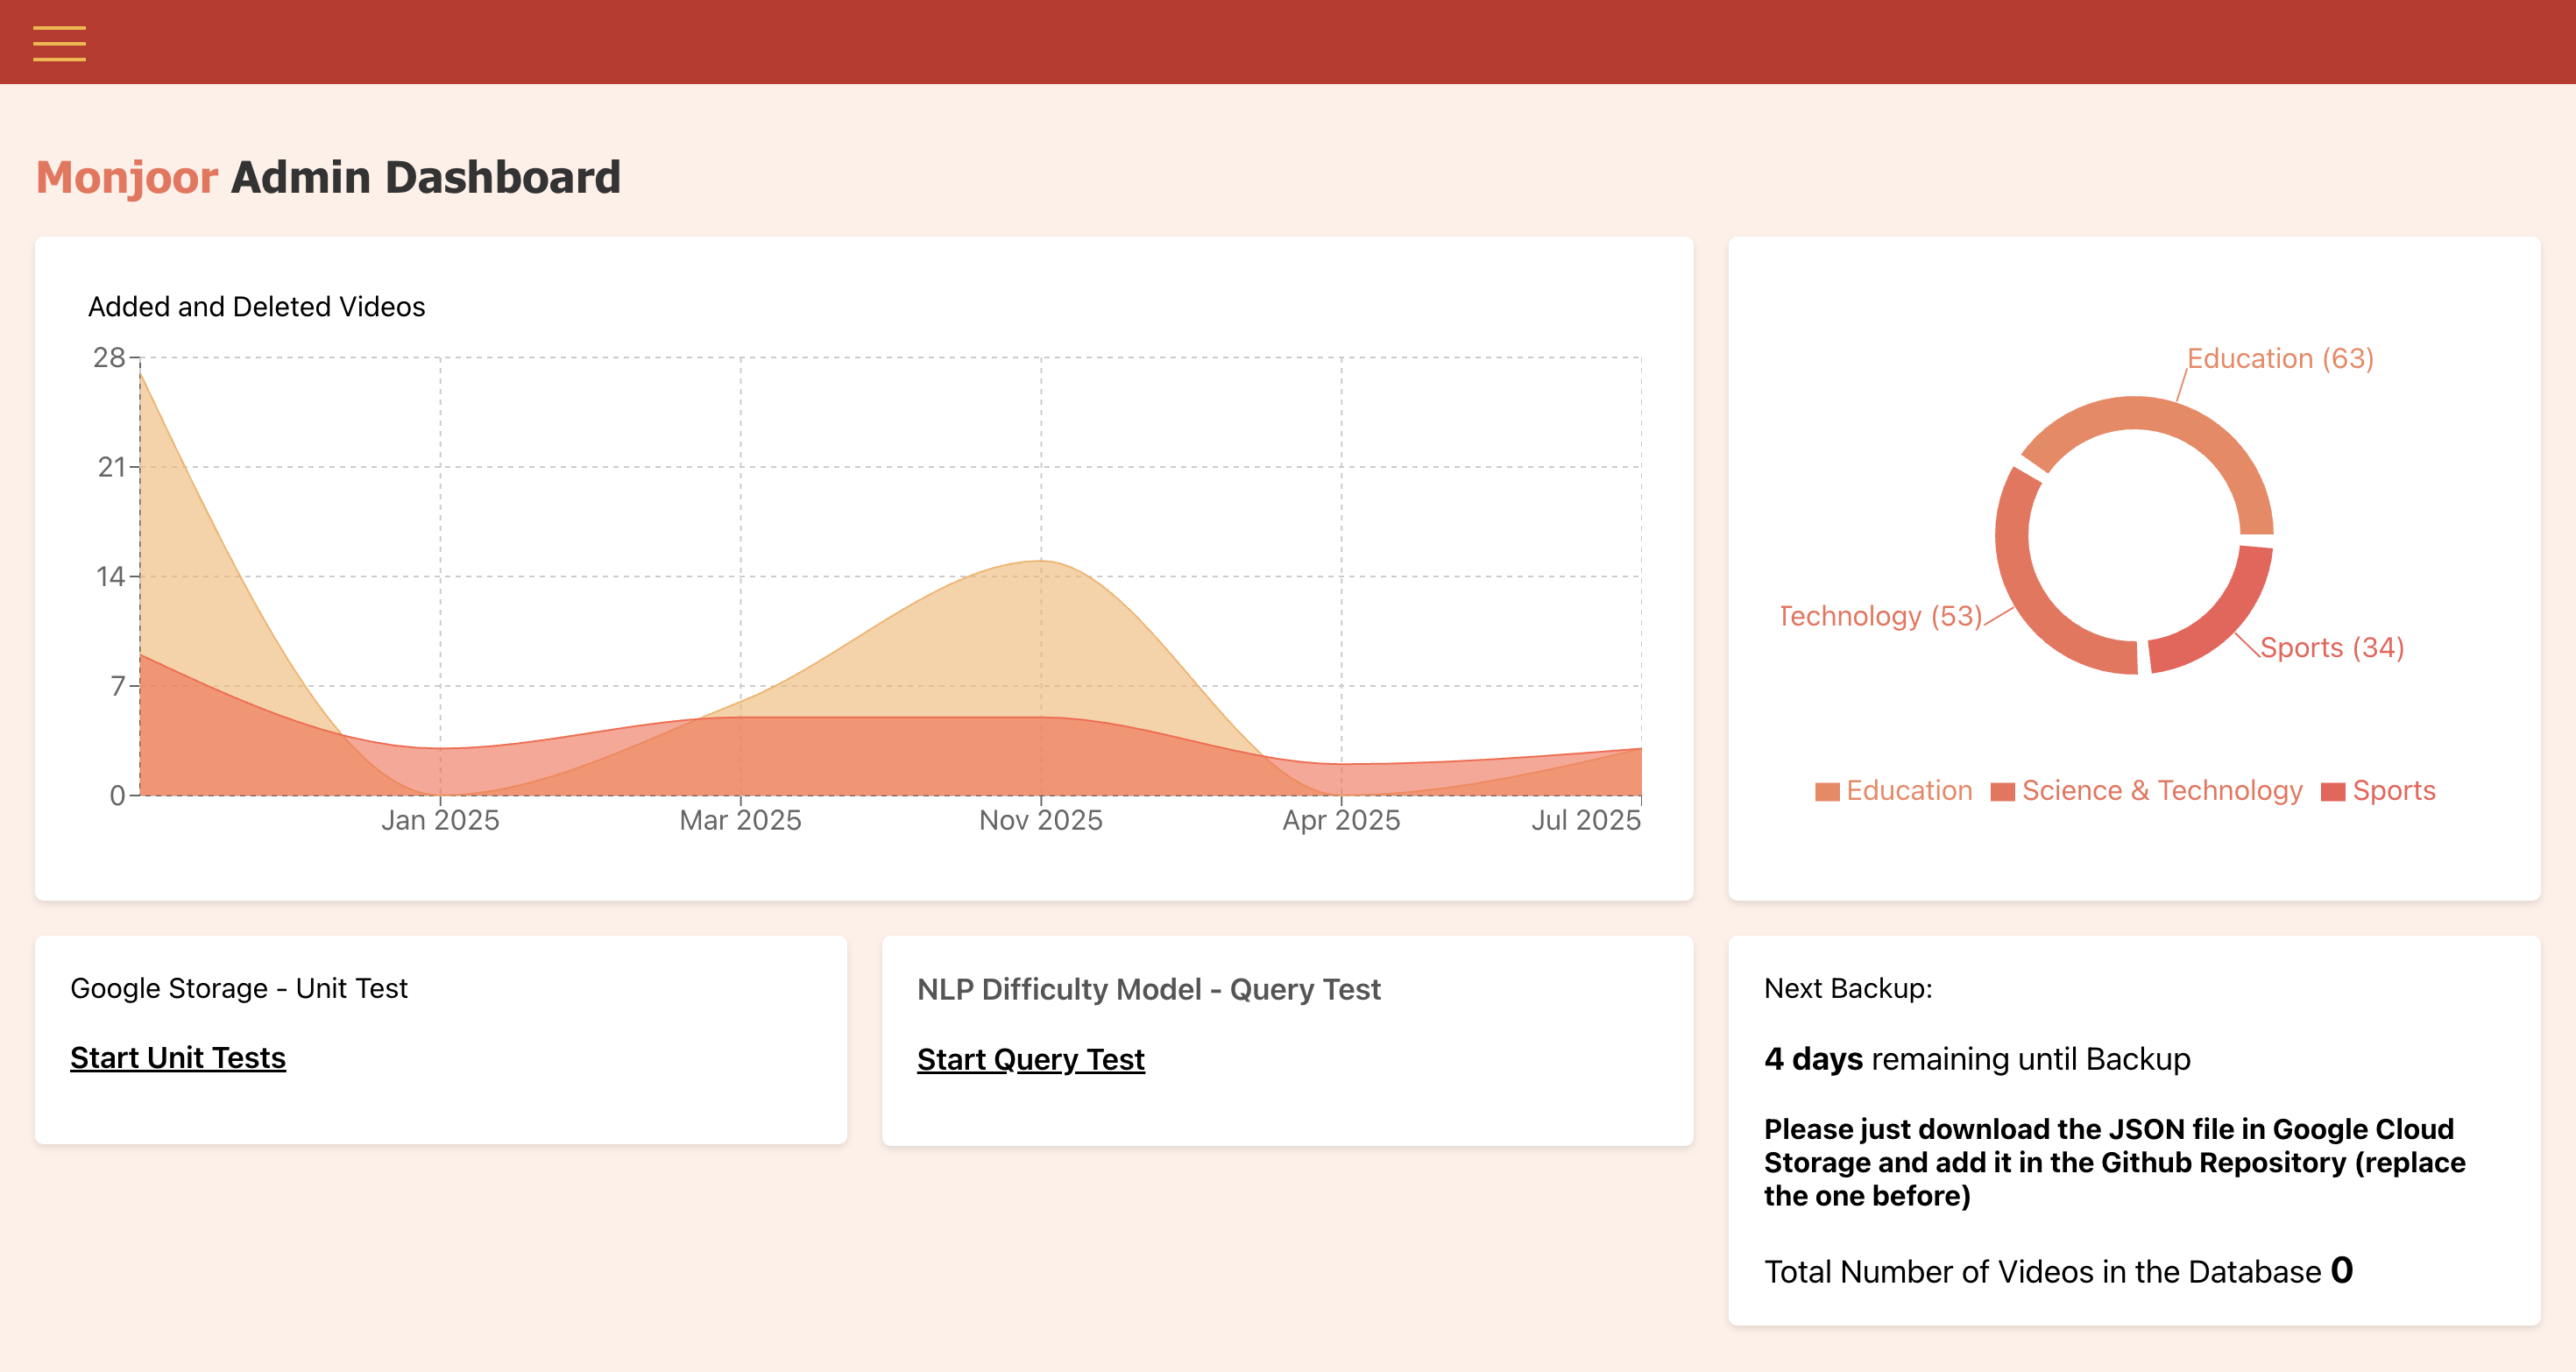 Monjoor Admin Dashboard
Added and Deleted Videos
28
21
14
7
0
Jan 2025
Mar 2025
Nov 2025
Apr 2025
Jul 2025
Education (63)
Technology (53)
Sports (34)
Education
Science & Technology
Sports
Google Storage - Unit Test
Start Unit Tests
NLP Difficulty Model - Query Test
Start Query Test
Next Backup:
4 days remaining until Backup
Please just download the JSON file in Google Cloud
Storage and add it in the Github Repository (replace
the one before)
Total Number of Videos in the Database 0